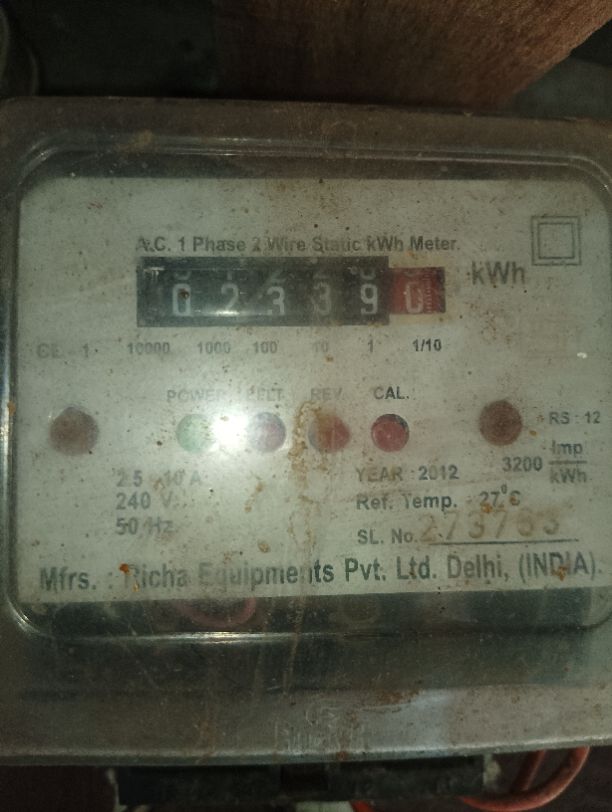 A.C. 1 Phase 2 Wire Static kWh Meter.
0 2 3 3 9 0 kWh
CL - 1 10000 1000 100 10 1 1/10
POWER E.L.T. REV. CAL.
RS : 12
3200 Imp/kWh
2.5 - 10 A YEAR : 2012
240 V Ref. Temp. 27°C
50 Hz SL. No. 273763
Mfrs. : Richa Equipments Pvt. Ltd. Delhi, (INDIA).